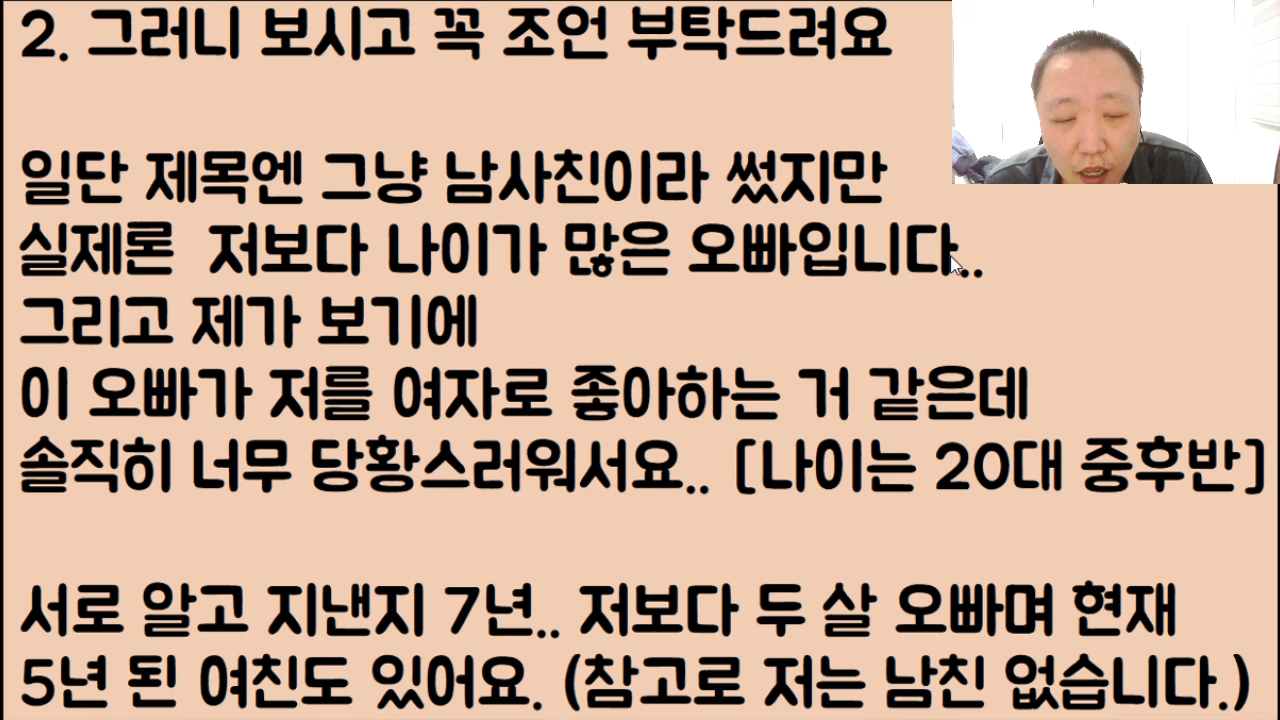 2. 그러니 보시고 꼭 조언 부탁드려요
일단 제목엔 그냥 남사친이라 썼지만
실제론 저보다 나이가 많은 오빠입니다..
그리고 제가 보기에
이 오빠가 저를 여자로 좋아하는 거 같은데
솔직히 너무 당황스러워서요.. [나이는 20대 중후반]
서로 알고 지낸지 7년.. 저보다 두 살 오빠며 현재
5년 된 여친도 있어요. (참고로 저는 남친 없습니다.)